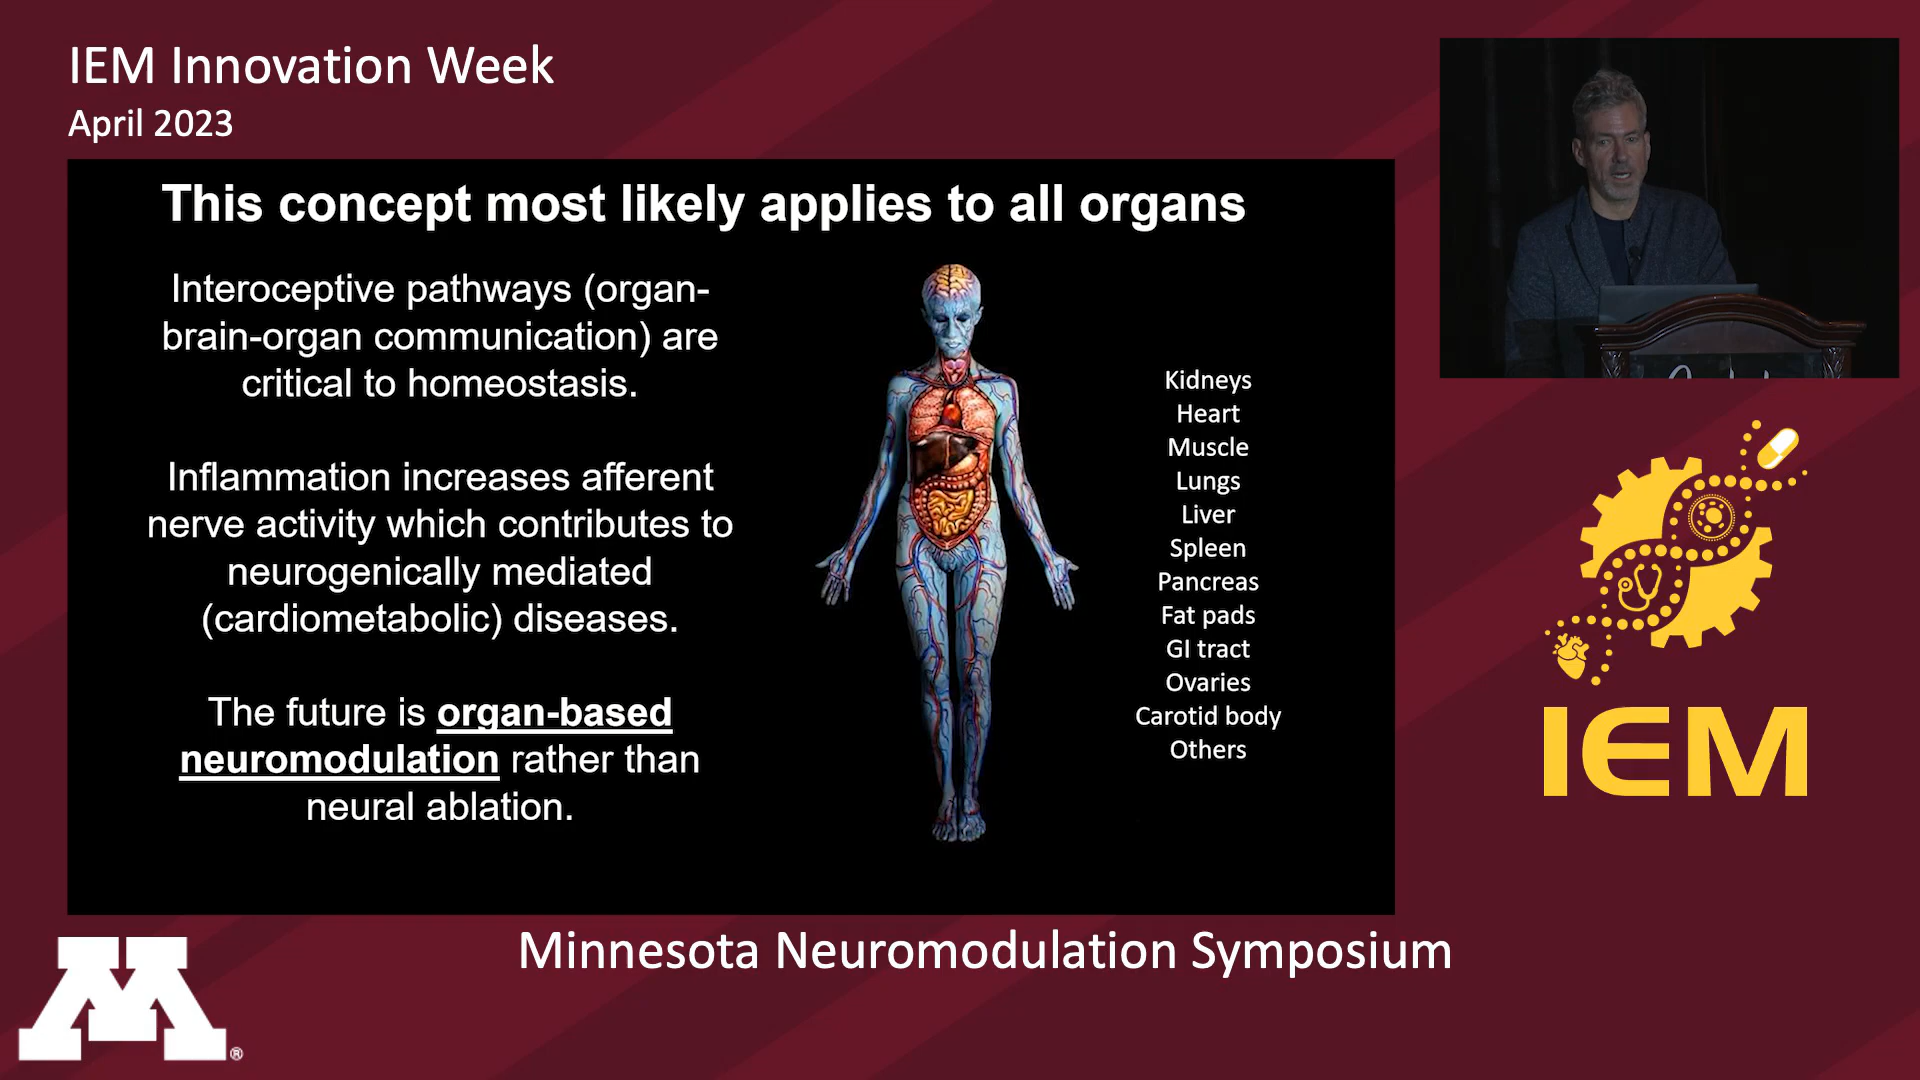 IEM Innovation Week
April 2023
This concept most likely applies to all organs
Interoceptive pathways (organ-
brain-organ communication) are
critical to homeostasis.
Inflammation increases afferent
nerve activity which contributes to
neurogenically mediated
(cardiometabolic) diseases.
The future is organ-based
neuromodulation rather than
neural ablation.
Kidneys
Heart
Muscle
Lungs
Liver
Spleen
Pancreas
Fat pads
GI tract
Ovaries
Carotid body
Others
IEM
Minnesota Neuromodulation Symposium
M®